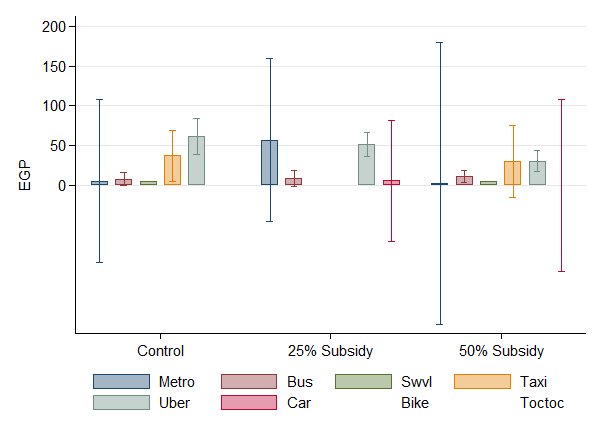 200
150
100
50
0
EGP
Control 25% Subsidy 50% Subsidy
Metro Bus Swvl Taxi
Uber Car Bike Toctoc